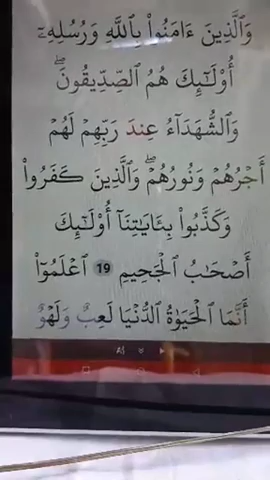 وَٱلَّذِينَ ءَامَنُوا۟ بِٱللَّهِ وَرُسُلِهِۦٓ
أُو۟لَـٰٓئِكَ هُمُ ٱلصِّدِّيقُونَ ۖ
وَٱلشُّهَدَآءُ عِندَ رَبِّهِمْ لَهُمْ
أَجْرُهُمْ وَنُورُهُمْ ۖ وَٱلَّذِينَ كَفَرُوا۟
وَكَذَّبُوا۟ بِـَٔايَـٰتِنَآ أُو۟لَـٰٓئِكَ
أَصْحَـٰبُ ٱلْجَحِيمِ 19 ٱعْلَمُوٓا۟
أَنَّمَا ٱلْحَيَوٰةُ ٱلدُّنْيَا لَعِبٌ وَلَهْوٌ